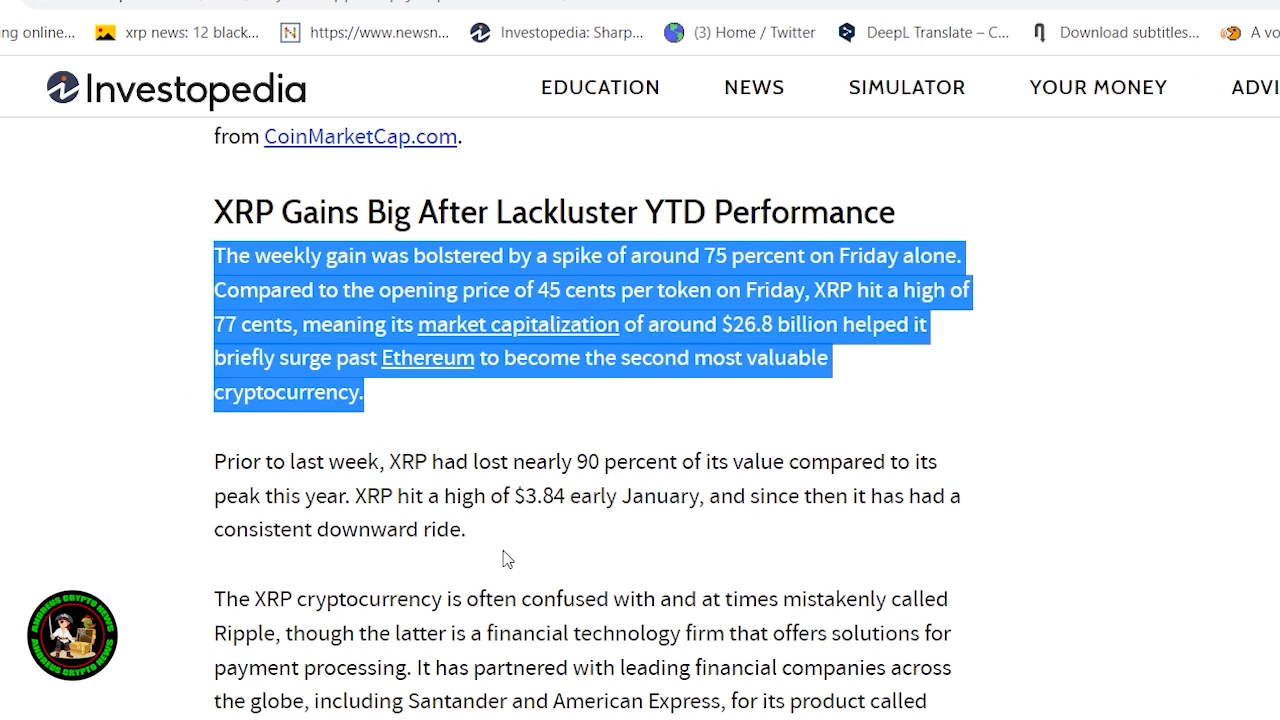 ng online...
xrp news: 12 black...
https://www.newsn...
Investopedia: Sharp...
(3) Home / Twitter
DeepL Translate – C...
Download subtitles...
A vo
Investopedia
EDUCATION
NEWS
SIMULATOR
YOUR MONEY
ADVI
from CoinMarketCap.com.
XRP Gains Big After Lackluster YTD Performance
The weekly gain was bolstered by a spike of around 75 percent on Friday alone.
Compared to the opening price of 45 cents per token on Friday, XRP hit a high of
77 cents, meaning its market capitalization of around $26.8 billion helped it
briefly surge past Ethereum to become the second most valuable
cryptocurrency.
Prior to last week, XRP had lost nearly 90 percent of its value compared to its
peak this year. XRP hit a high of $3.84 early January, and since then it has had a
consistent downward ride.
The XRP cryptocurrency is often confused with and at times mistakenly called
Ripple, though the latter is a financial technology firm that offers solutions for
payment processing. It has partnered with leading financial companies across
the globe, including Santander and American Express, for its product called
ANDREUS CRYPTO NEWS
ANDREUS CRYPTO NEWS